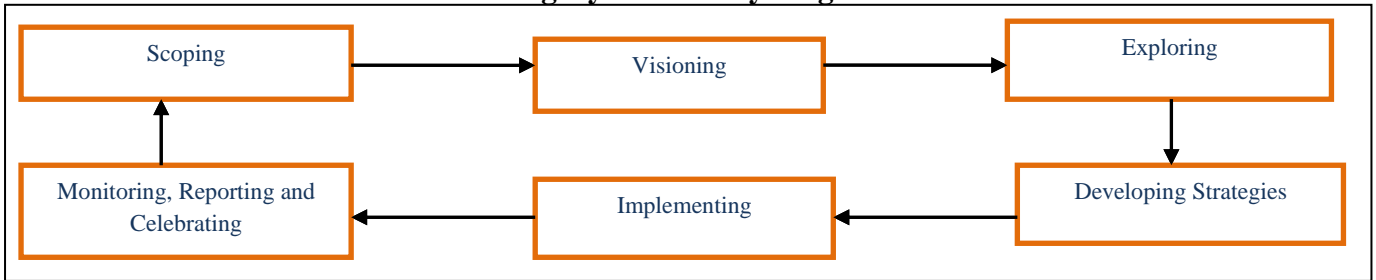 Scoping
Visioning
Exploring
Developing Strategies
Implementing
Monitoring, Reporting and
Celebrating